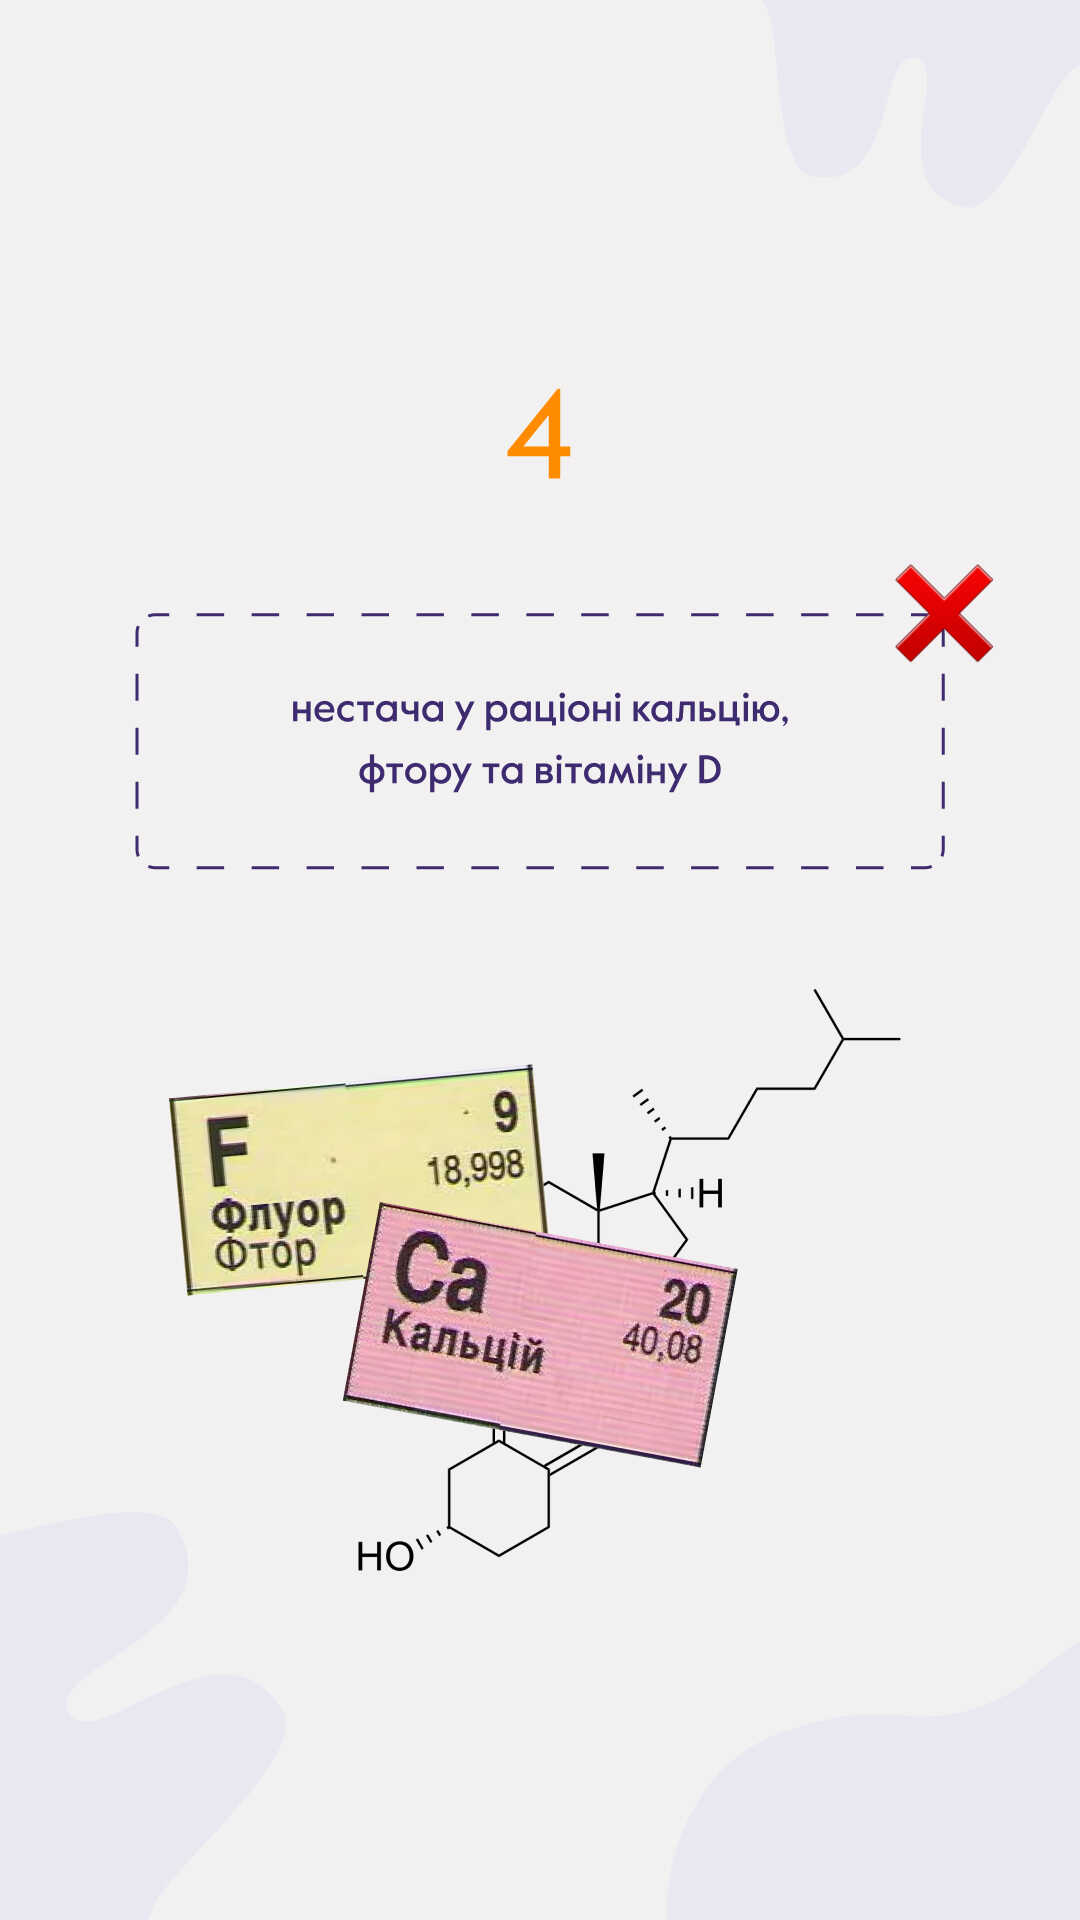 4
нестача у раціоні кальцію,
фтору та вітаміну D
F
9
18,998
Флуор
Фтор
H
Ca
20
40,08
Кальцій
HO